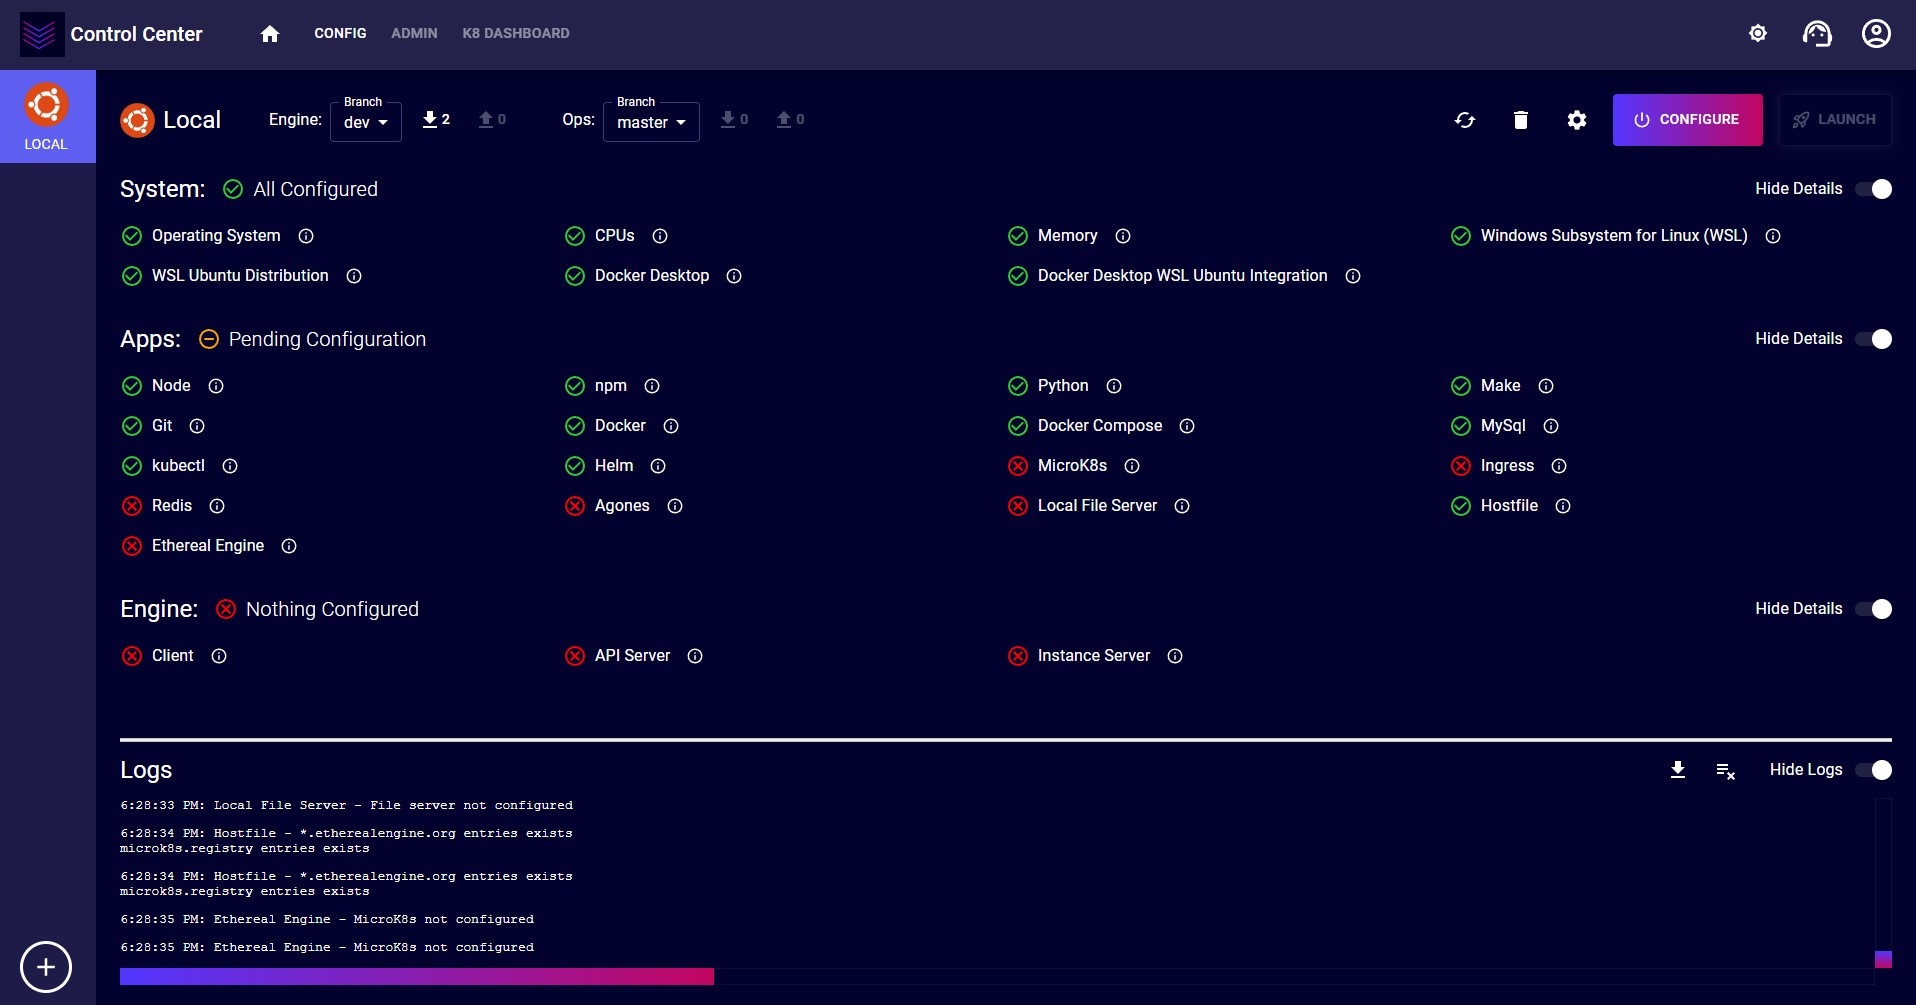 Control Center
CONFIG
ADMIN
K8 DASHBOARD
LOCAL
Local
Engine:
Branch
dev
2
0
Ops:
Branch
master
0
0
CONFIGURE
LAUNCH
System:
All Configured
Hide Details
Operating System
CPUs
Memory
Windows Subsystem for Linux (WSL)
WSL Ubuntu Distribution
Docker Desktop
Docker Desktop WSL Ubuntu Integration
Apps:
Pending Configuration
Hide Details
Node
npm
Python
Make
Git
Docker
Docker Compose
MySql
kubectl
Helm
MicroK8s
Ingress
Redis
Agones
Local File Server
Hostfile
Ethereal Engine
Engine:
Nothing Configured
Hide Details
Client
API Server
Instance Server
Logs
Hide Logs
6:28:33 PM: Local File Server - File server not configured
6:28:34 PM: Hostfile - *.etherealengine.org entries exists
microk8s.registry entries exists
6:28:34 PM: Hostfile - *.etherealengine.org entries exists
microk8s.registry entries exists
6:28:35 PM: Ethereal Engine - MicroK8s not configured
6:28:35 PM: Ethereal Engine - MicroK8s not configured